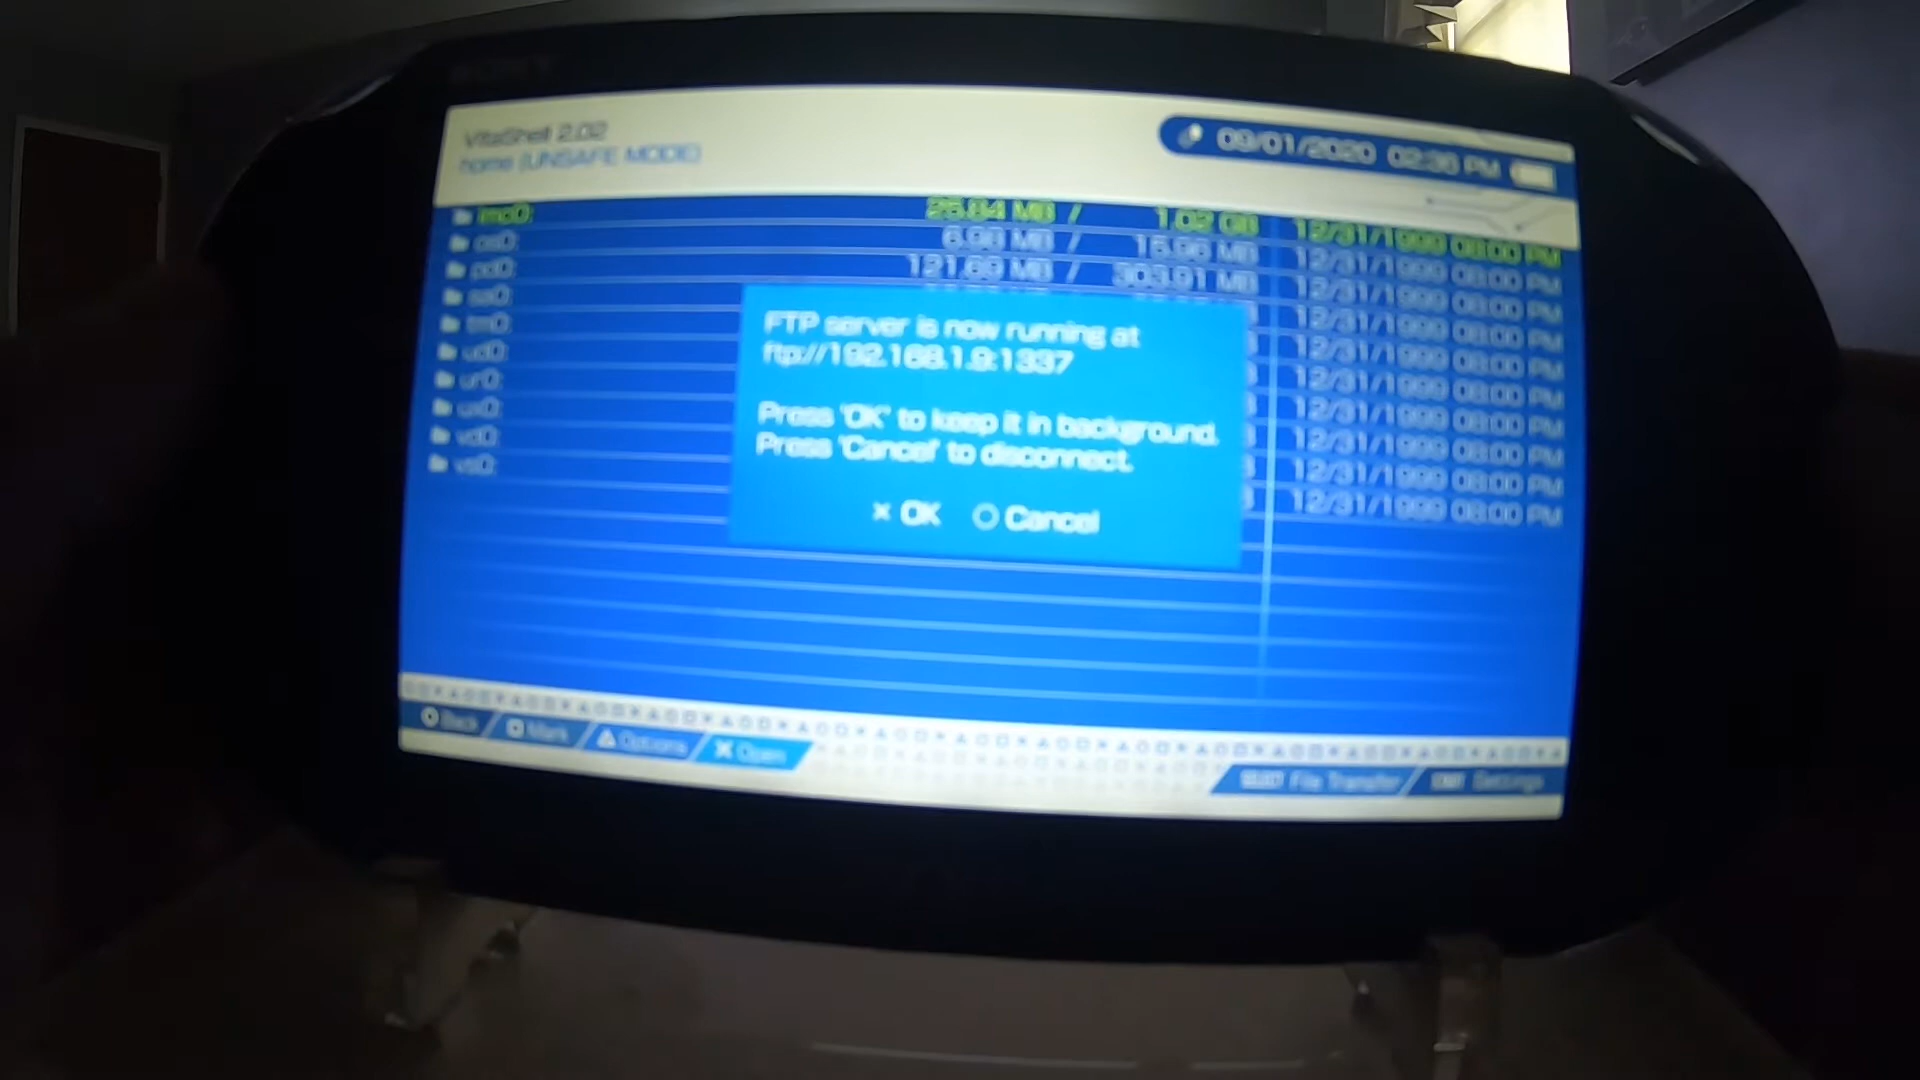 VitaShell 2.02
home (UNSAFE MODE)
09/01/2020 02:36 PM
imc0: 25.84 MB / 1.02 GB 12/31/1999 08:00 PM
os0: 6.98 MB / 15.96 MB 12/31/1999 08:00 PM
pd0: 121.69 MB / 303.91 MB 12/31/1999 08:00 PM
sa0: 12/31/1999 08:00 PM
tm0: 12/31/1999 08:00 PM
ud0: 12/31/1999 08:00 PM
ur0: 12/31/1999 08:00 PM
ux0: 12/31/1999 08:00 PM
vd0: 12/31/1999 08:00 PM
vs0: 12/31/1999 08:00 PM
FTP server is now running at
ftp://192.168.1.9:1337
Press 'OK' to keep it in background.
Press 'Cancel' to disconnect.
× OK ○ Cancel
Back Mark Options Open
SELECT File Transfer START Settings